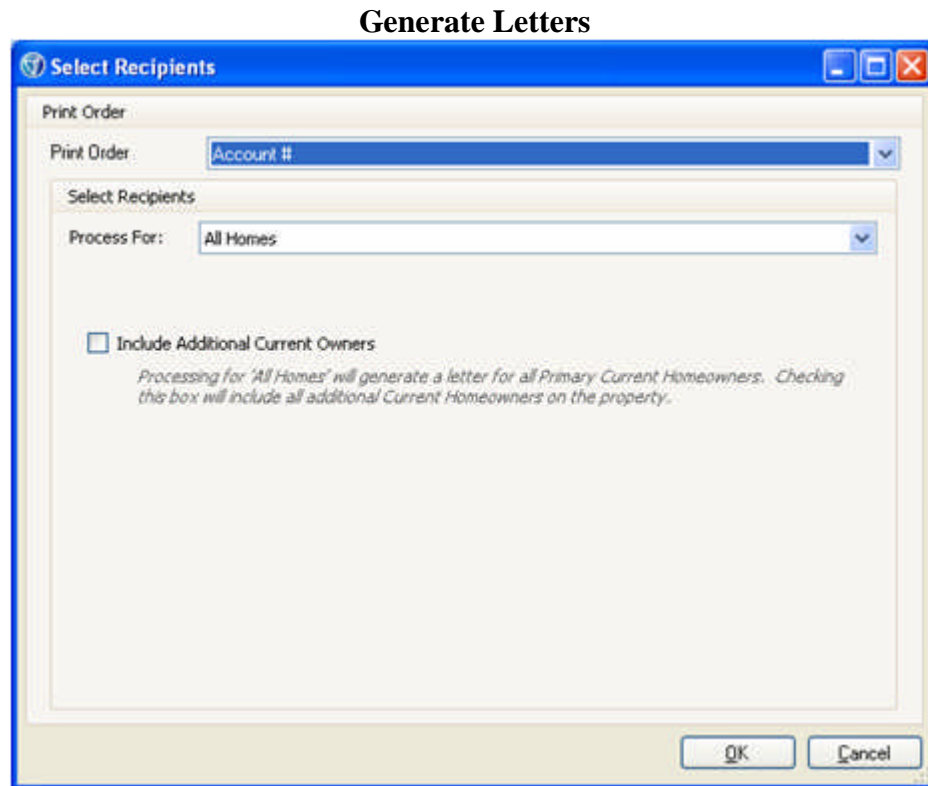 Generate Letters
Select Recipients
Print Order
Print Order
Account #
Select Recipients
Process For:
All Homes
Include Additional Current Owners
Processing for 'All Homes' will generate a letter for all Primary Current Homeowners. Checking
this box will include all additional Current Homeowners on the property.
OK
Cancel